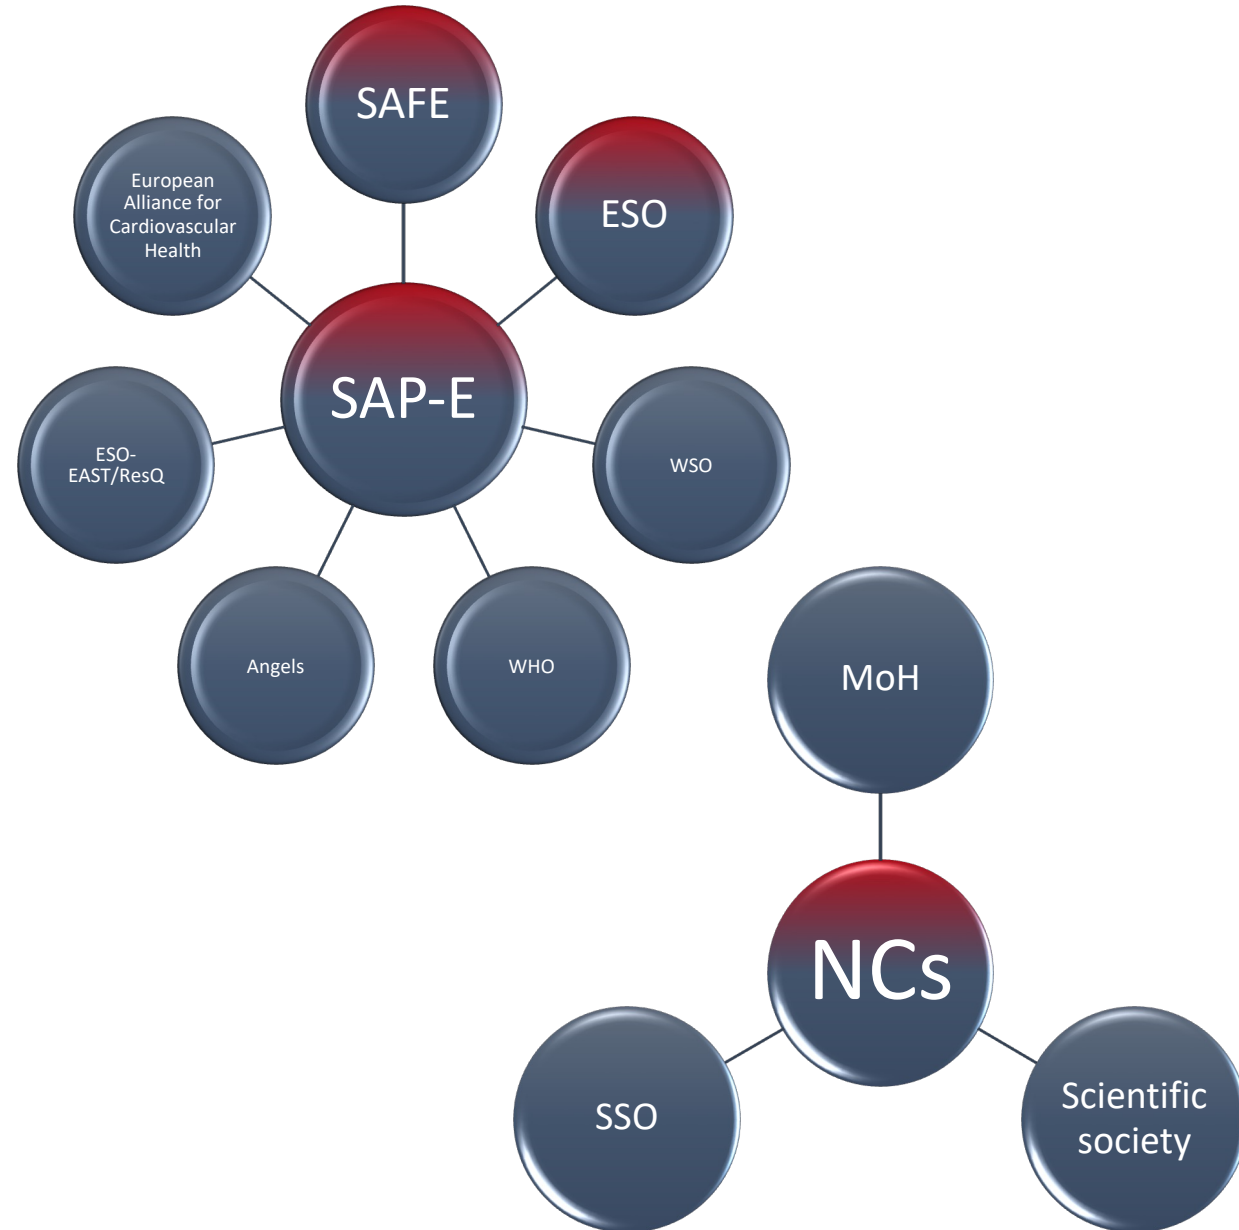 SAFE
European
Alliance for
Cardiovascular
Health
ESO
SAP-E
ESO-
EAST/ResQ
WSO
Angels
WHO
MoH
NCs
SSO
Scientific
society